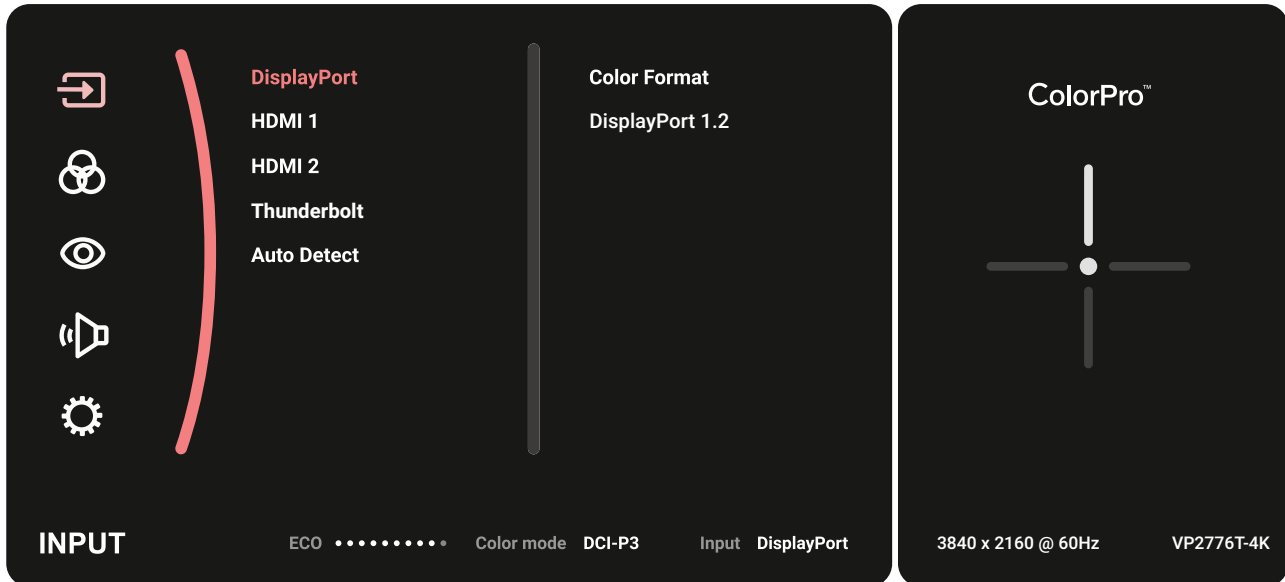 DisplayPort
HDMI 1
HDMI 2
Thunderbolt
Auto Detect
Color Format
DisplayPort 1.2
ColorPro™
INPUT
ECO
Color mode DCI-P3
Input DisplayPort
3840 x 2160 @ 60Hz
VP2776T-4K